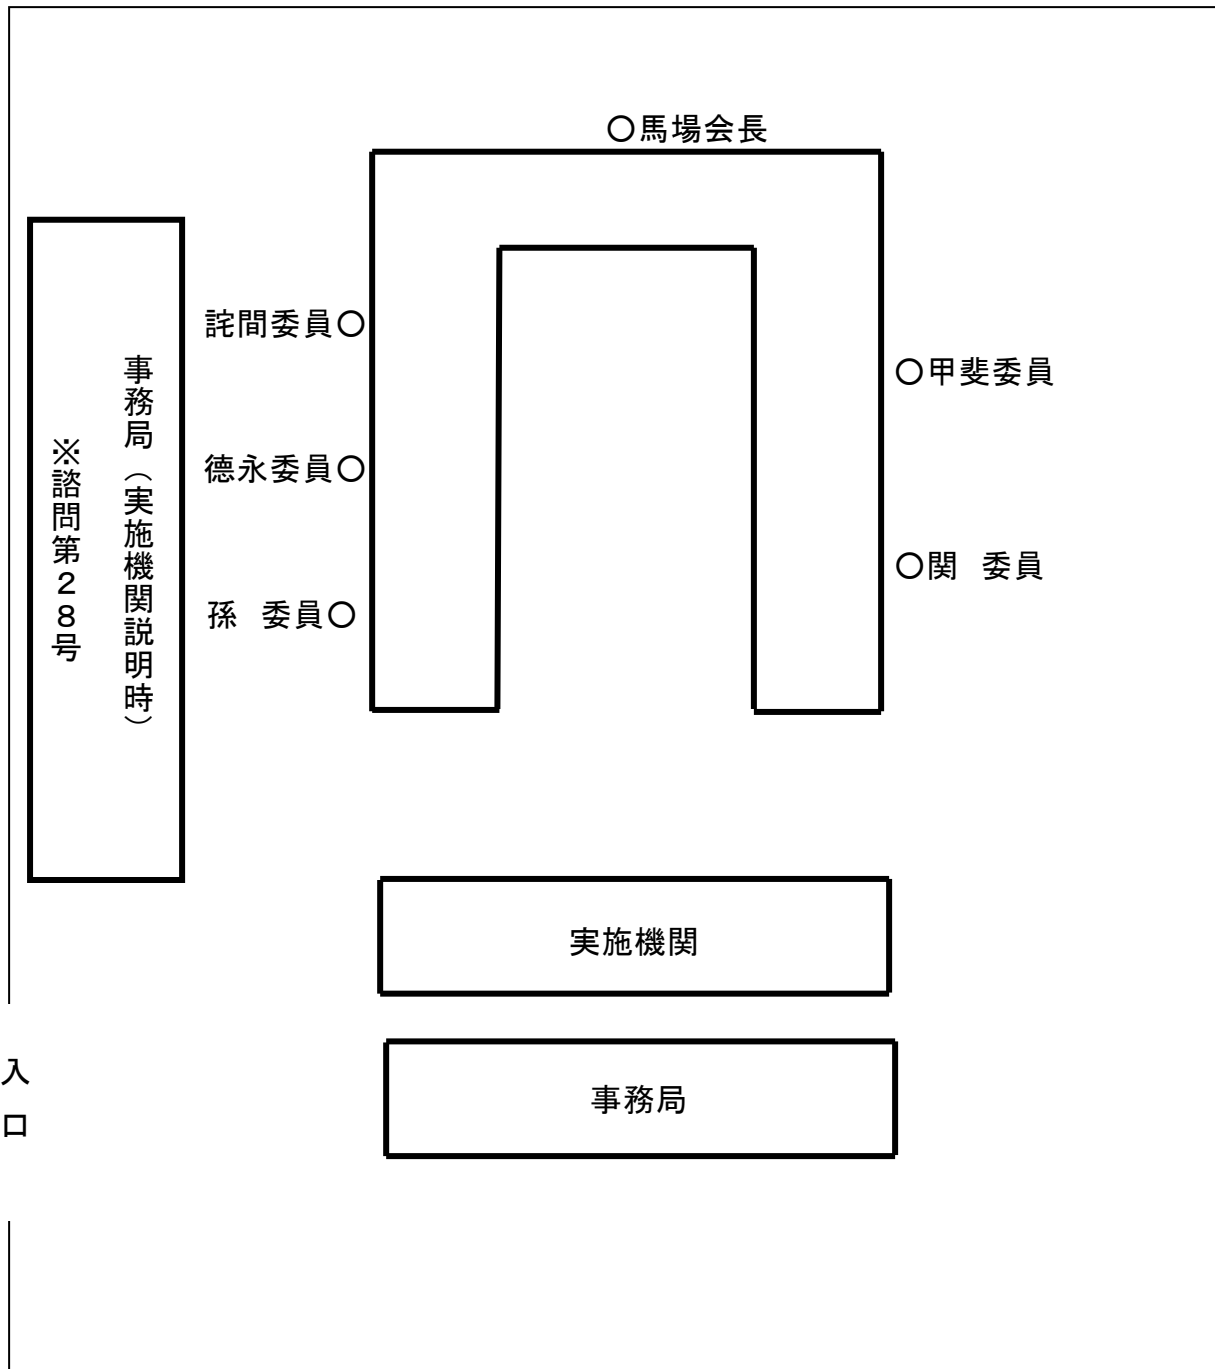 ○馬場会長
詫間委員○
○甲斐委員
德永委員○
○関　委員
孫　委員○
事務局（実施機関説明時）
※諮問第２８号
実施機関
事務局
入口